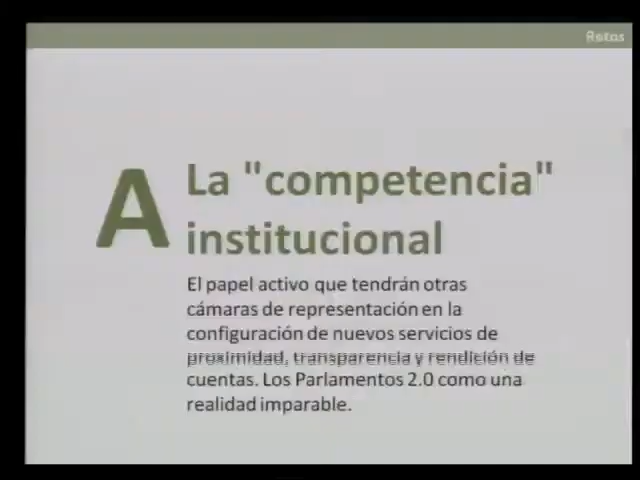 Retos
A
La "competencia"
institucional
El papel activo que tendrán otras
cámaras de representación en la
configuración de nuevos servicios de
proximidad, transparencia y rendición de
cuentas. Los Parlamentos 2.0 como una
realidad imparable.